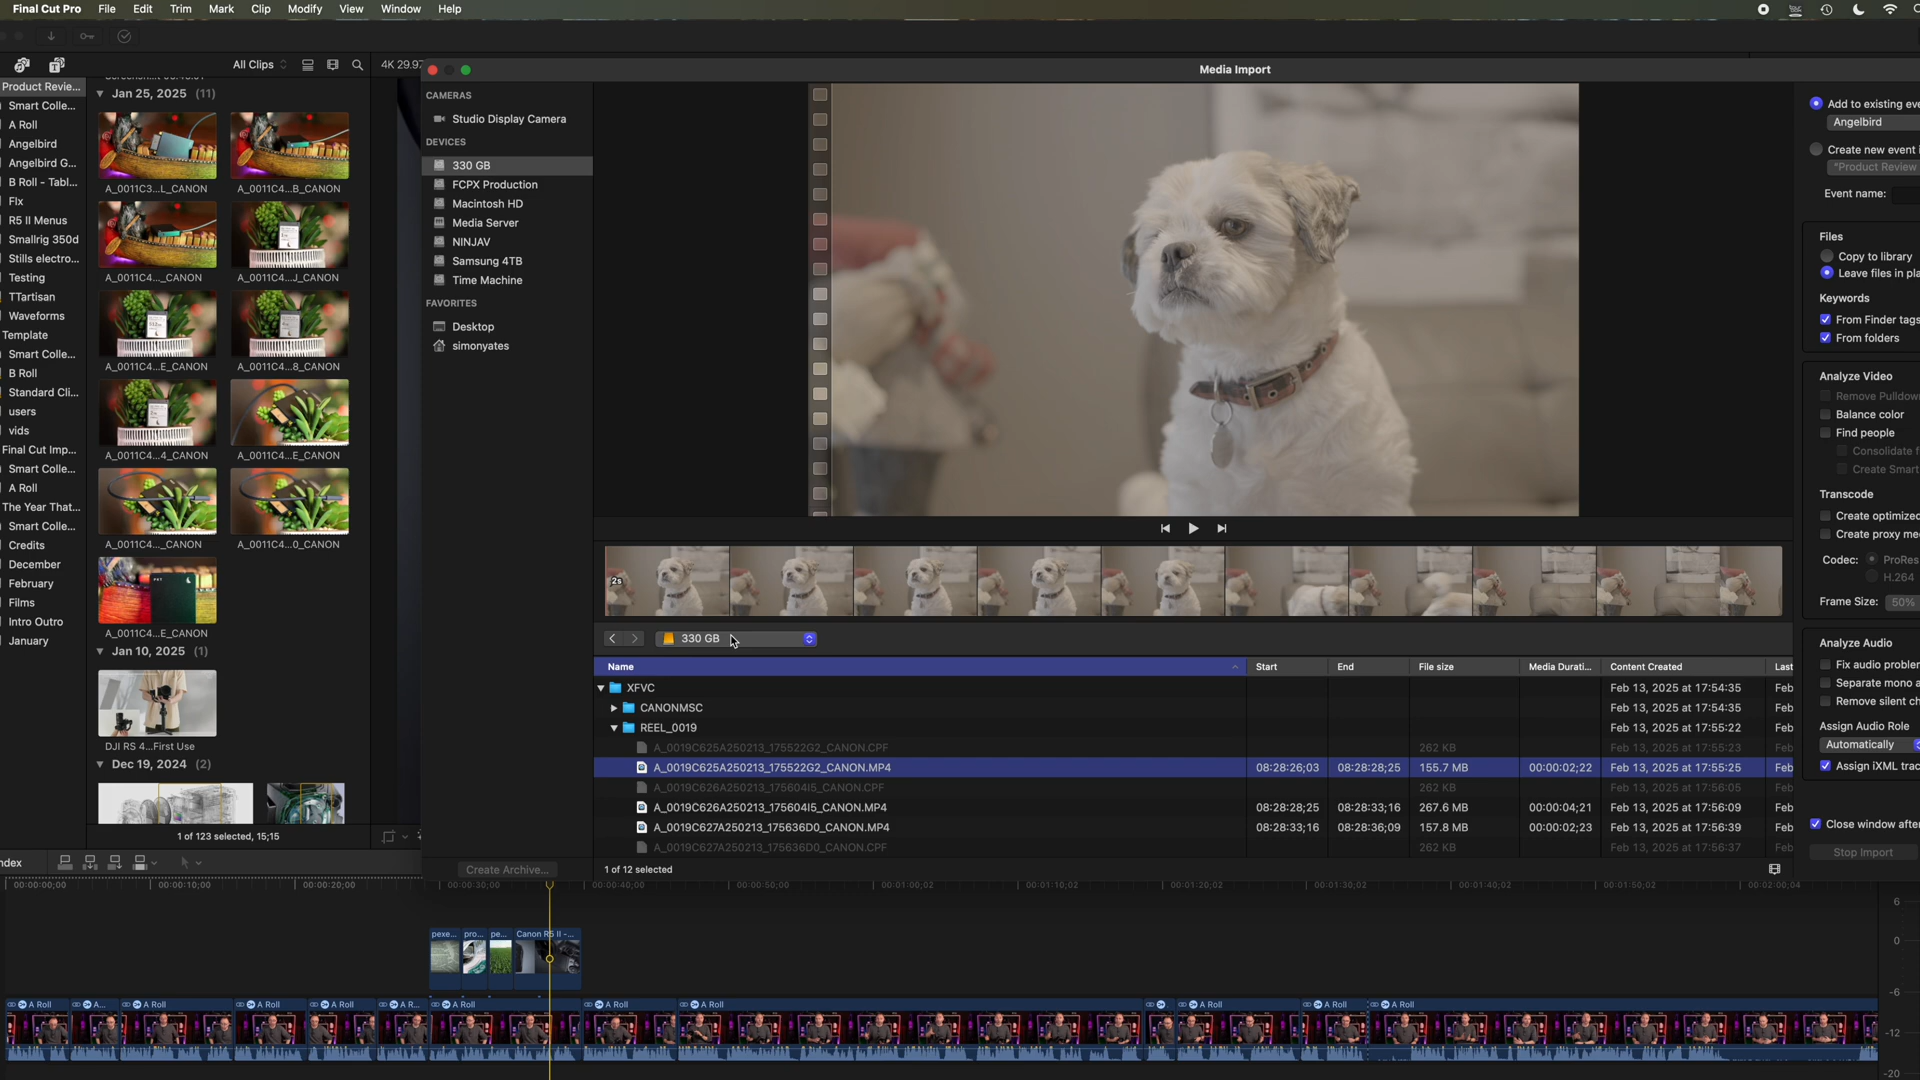 Final Cut Pro File Edit Trim Mark Clip Modify View Window Help
All Clips
4K 29.97
Product Revie...
Smart Colle...
A Roll
Angelbird
Angelbird G...
B Roll - Tabl...
FIx
R5 II Menus
Smallrig 350d
Stills electro...
Testing
TTartisan
Waveforms
Template
Smart Colle...
B Roll
Standard Cli...
users
vids
Final Cut Imp...
Smart Colle...
A Roll
The Year That...
Smart Colle...
Credits
December
February
Films
Intro Outro
January
Jan 25, 2025 (11)
A_0011C3...L_CANON
A_0011C4...B_CANON
A_0011C4..._CANON
A_0011C4...J_CANON
A_0011C4...E_CANON
A_0011C4...8_CANON
A_0011C4...4_CANON
A_0011C4...E_CANON
A_0011C4..._CANON
A_0011C4...0_CANON
A_0011C4...E_CANON
Jan 10, 2025 (1)
DJI RS 4...First Use
Dec 19, 2024 (2)
1 of 123 selected, 15;15
Media Import
CAMERAS
Studio Display Camera
DEVICES
330 GB
FCPX Production
Macintosh HD
Media Server
NINJAV
Samsung 4TB
Time Machine
FAVORITES
Desktop
simonyates
Create Archive...
2s
330 GB
Name Start End File size Media Durati... Content Created Last
XFVC Feb 13, 2025 at 17:54:35 Feb
CANONMSC Feb 13, 2025 at 17:54:35 Feb
REEL_0019 Feb 13, 2025 at 17:55:22 Feb
A_0019C625A250213_175522G2_CANON.CPF 262 KB Feb 13, 2025 at 17:55:23 Feb
A_0019C625A250213_175522G2_CANON.MP4 08:28:26;03 08:28:28;25 155.7 MB 00:00:02;22 Feb 13, 2025 at 17:55:25 Feb
A_0019C626A250213_175604I5_CANON.CPF 262 KB Feb 13, 2025 at 17:56:05 Feb
A_0019C626A250213_175604I5_CANON.MP4 08:28:28;25 08:28:33;16 267.6 MB 00:00:04;21 Feb 13, 2025 at 17:56:09 Feb
A_0019C627A250213_175636D0_CANON.MP4 08:28:33;16 08:28:36;09 157.8 MB 00:00:02;23 Feb 13, 2025 at 17:56:39 Feb
A_0019C627A250213_175636D0_CANON.CPF 262 KB Feb 13, 2025 at 17:56:37 Feb
1 of 12 selected
Add to existing eve
Angelbird
Create new event i
"Product Review
Event name:
Files
Copy to library
Leave files in pla
Keywords
From Finder tags
From folders
Analyze Video
Remove Pulldow
Balance color
Find people
Consolidate f
Create Smart
Transcode
Create optimized
Create proxy me
Codec: ProRes
H.264
Frame Size: 50%
Analyze Audio
Fix audio probler
Separate mono a
Remove silent ch
Assign Audio Role
Automatically
Assign iXML trac
Close window after
Stop Import
ndex
00:00:00;00 00:00:10;00 00:00:20;00 00:00:30;00 00:00:40;00 00:00:50;00 00:01:00;02 00:01:10;02 00:01:20;02 00:01:30;02 00:01:40;02 00:01:50;02 00:02:00;04
6
0
-6
-12
-20
pexe... pro... pe... Canon R5 II -...
A Roll A... A Roll A Roll A Roll A R... A Roll A Roll A Roll A Roll A Roll A Roll